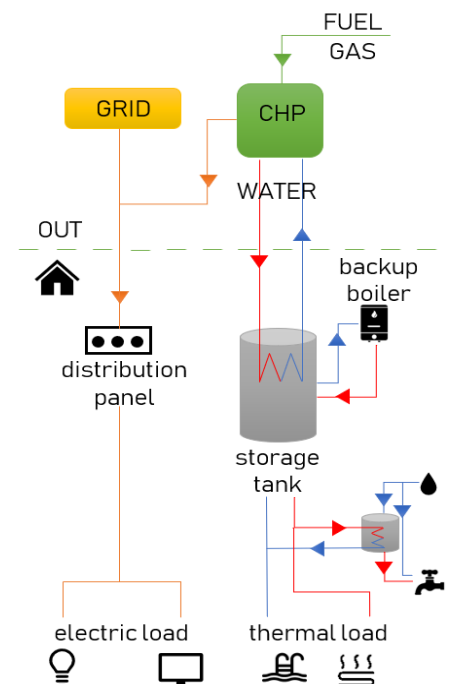 FUEL
GAS
GRID
CHP
WATER
OUT
backup
boiler
distribution
panel
storage
tank
electric load
thermal load